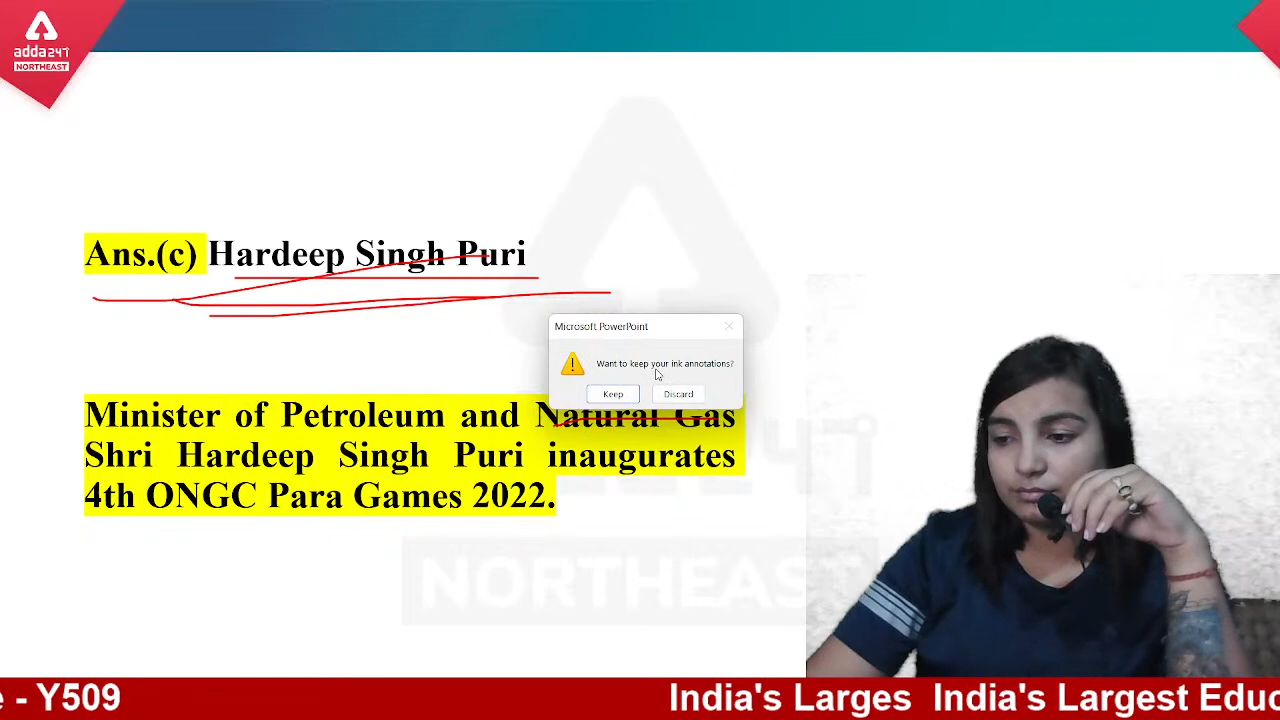 adda247
NORTHEAST
Ans.(c) Hardeep Singh Puri
Microsoft PowerPoint
Want to keep your ink annotations?
Keep
Discard
Minister of Petroleum and Natural Gas
Shri Hardeep Singh Puri inaugurates
4th ONGC Para Games 2022.
NORTHEAST
e - Y509
India's Larges India's Largest Educ